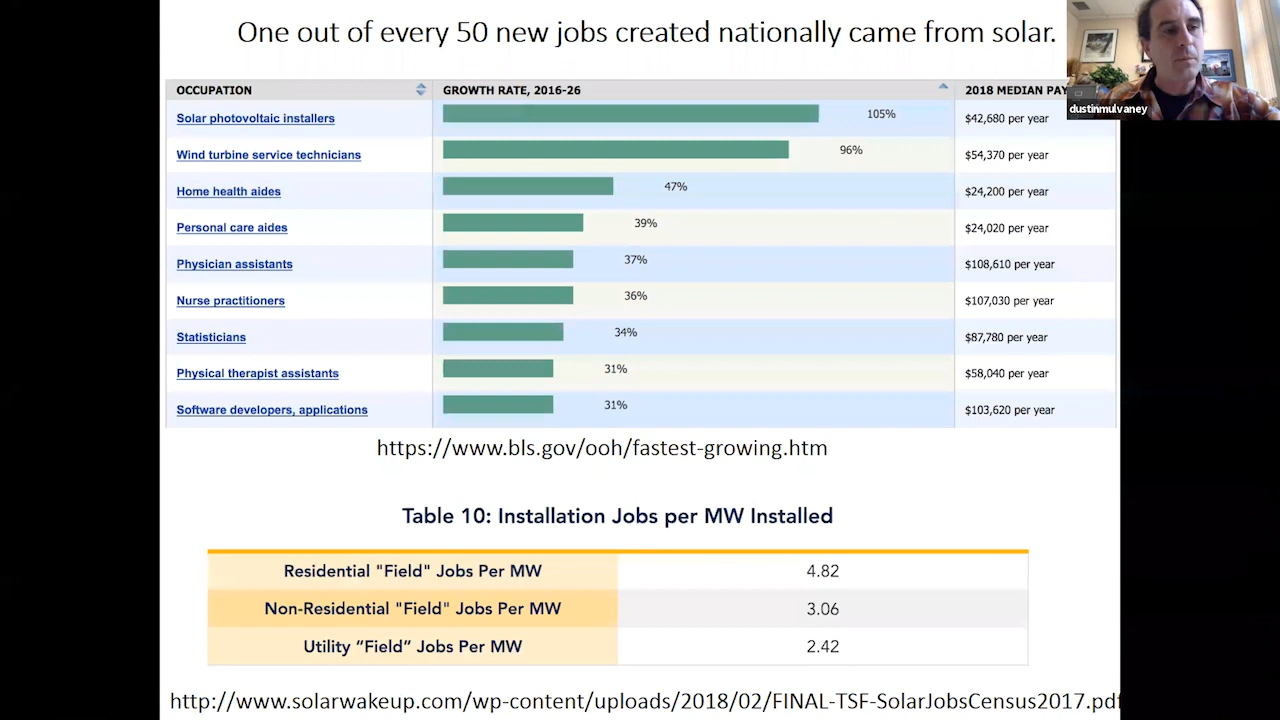 One out of every 50 new jobs created nationally came from solar.
dustinmulvaney
OCCUPATION GROWTH RATE, 2016-26 2018 MEDIAN PAY
Solar photovoltaic installers 105% $42,680 per year
Wind turbine service technicians 96% $54,370 per year
Home health aides 47% $24,200 per year
Personal care aides 39% $24,020 per year
Physician assistants 37% $108,610 per year
Nurse practitioners 36% $107,030 per year
Statisticians 34% $87,780 per year
Physical therapist assistants 31% $58,040 per year
Software developers, applications 31% $103,620 per year
https://www.bls.gov/ooh/fastest-growing.htm
Table 10: Installation Jobs per MW Installed
Residential "Field" Jobs Per MW 4.82
Non-Residential "Field" Jobs Per MW 3.06
Utility “Field” Jobs Per MW 2.42
http://www.solarwakeup.com/wp-content/uploads/2018/02/FINAL-TSF-SolarJobsCensus2017.pdf